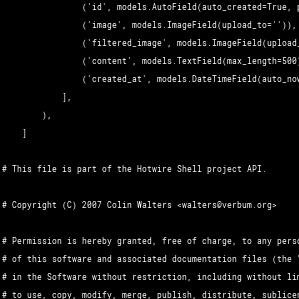 ('id', models.AutoField(auto_created=True,
('image', models.ImageField(upload_to='')),
('filtered_image', models.ImageField(upload_
('content', models.TextField(max_length=500
('created_at', models.DateTimeField(auto_now
],
),
]
# This file is part of the Hotwire Shell project API.
# Copyright (C) 2007 Colin Walters <walters@verbum.org>
# Permission is hereby granted, free of charge, to any pers
# of this software and associated documentation files (the
# in the Software without restriction, including without li
# to use, copy, modify, merge, publish, distribute, sublice